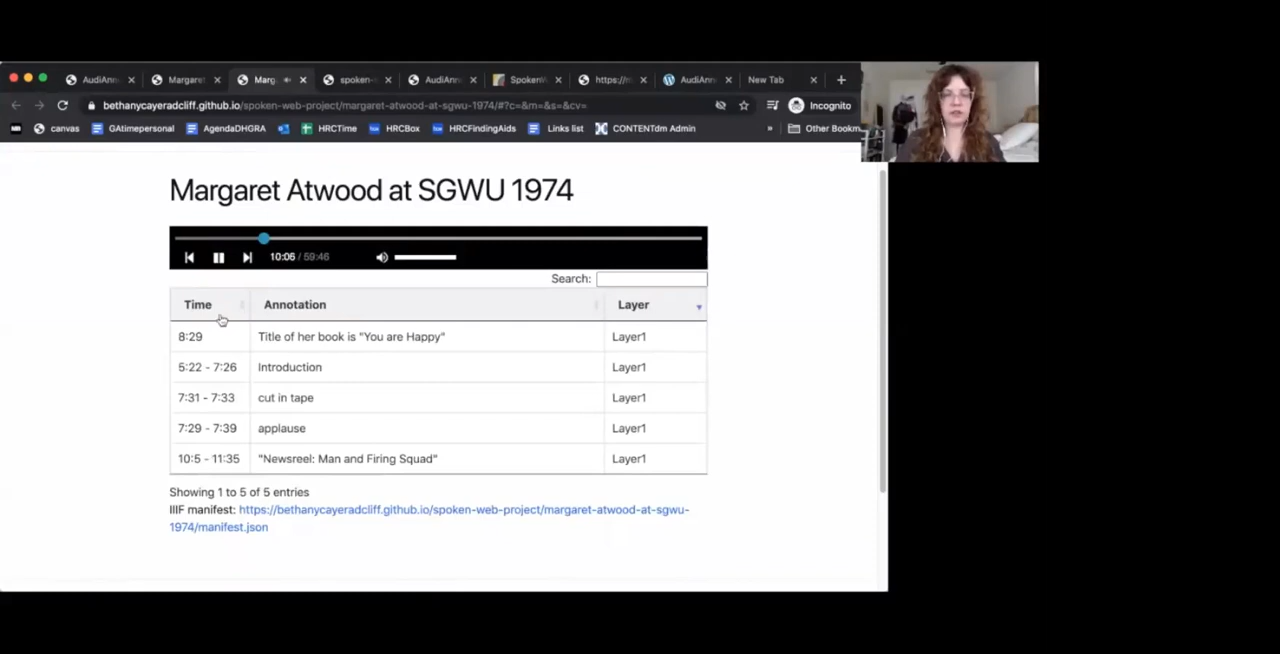 AudiAnn
Margaret
Marg
spoken-
AudiAnn
Spoken
https://
AudiAnn
New Tab
bethanycayeradcliff.github.io/spoken-web-project/margaret-atwood-at-sgwu-1974/#?c=&m=&s=&cv=
Incognito
canvas
GAtimepersonal
AgendaDHGRA
HRCTime
HRCBox
HRCFindingAids
Links list
CONTENTdm Admin
»
Other Bookm
Margaret Atwood at SGWU 1974
10:06 / 59:46
Search:
Time Annotation Layer
8:29 Title of her book is "You are Happy" Layer1
5:22 - 7:26 Introduction Layer1
7:31 - 7:33 cut in tape Layer1
7:29 - 7:39 applause Layer1
10:5 - 11:35 "Newsreel: Man and Firing Squad" Layer1
Showing 1 to 5 of 5 entries
IIIF manifest: https://bethanycayeradcliff.github.io/spoken-web-project/margaret-atwood-at-sgwu-
1974/manifest.json